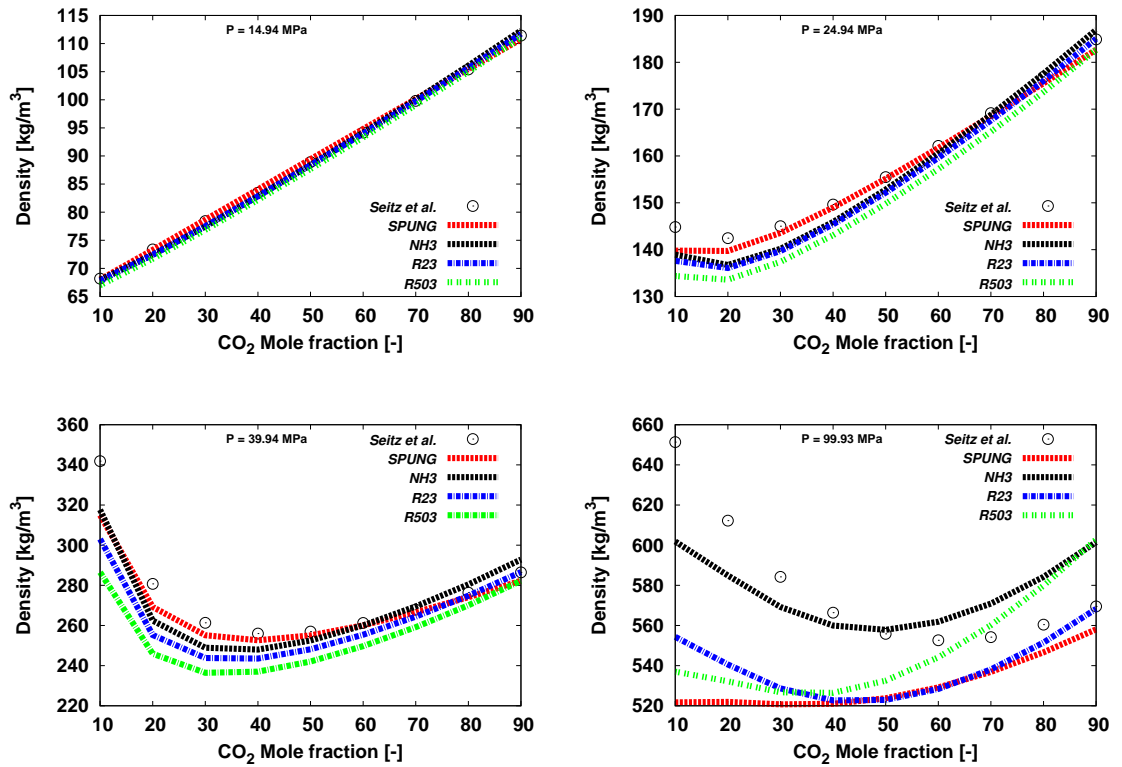 P = 14.94 MPa
Density [kg/m3]
115
110
105
100
95
90
85
80
75
70
65
Seitz et al.
SPUNG
NH3
R23
R503
10 20 30 40 50 60 70 80 90
CO2 Mole fraction [-]
P = 24.94 MPa
Density [kg/m3]
190
180
170
160
150
140
130
Seitz et al.
SPUNG
NH3
R23
R503
10 20 30 40 50 60 70 80 90
CO2 Mole fraction [-]
P = 39.94 MPa
Density [kg/m3]
360
340
320
300
280
260
240
220
Seitz et al.
SPUNG
NH3
R23
R503
10 20 30 40 50 60 70 80 90
CO2 Mole fraction [-]
P = 99.93 MPa
Density [kg/m3]
660
640
620
600
580
560
540
520
Seitz et al.
SPUNG
NH3
R23
R503
10 20 30 40 50 60 70 80 90
CO2 Mole fraction [-]